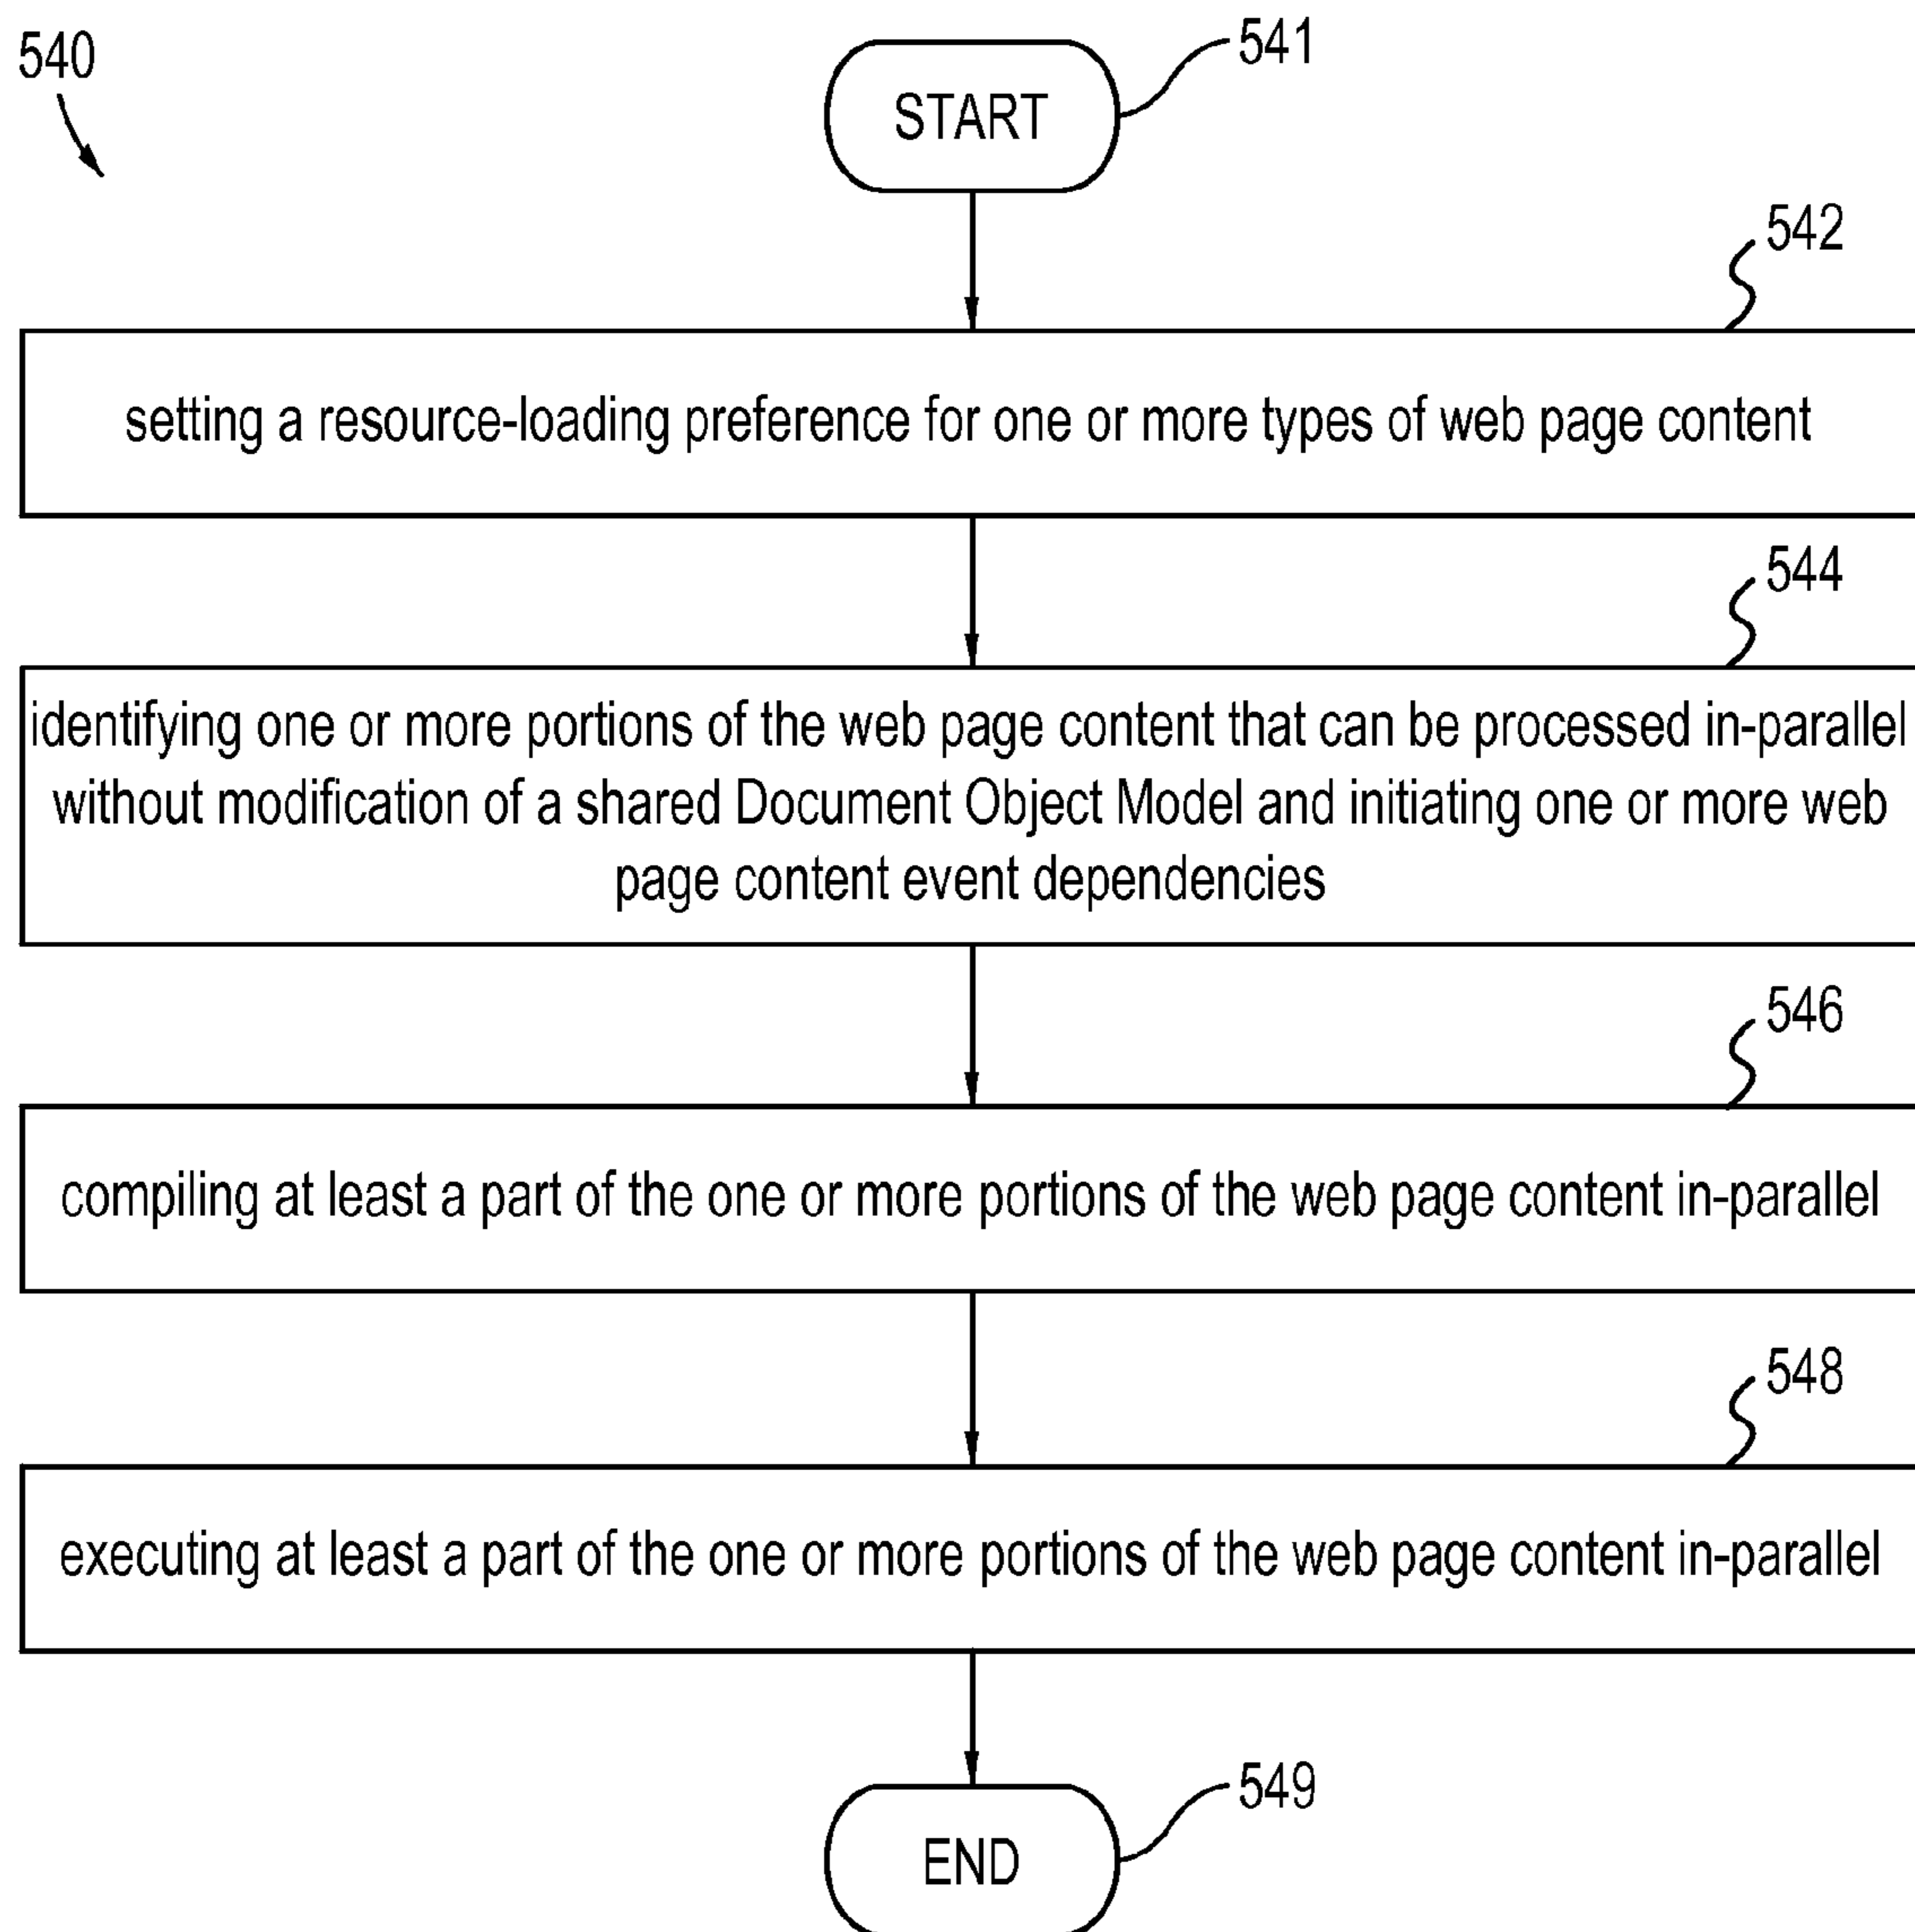 540
START
541
542
setting a resource-loading preference for one or more types of web page content
544
identifying one or more portions of the web page content that can be processed in-parallel
without modification of a shared Document Object Model and initiating one or more web
page content event dependencies
546
compiling at least a part of the one or more portions of the web page content in-parallel
548
executing at least a part of the one or more portions of the web page content in-parallel
549
END